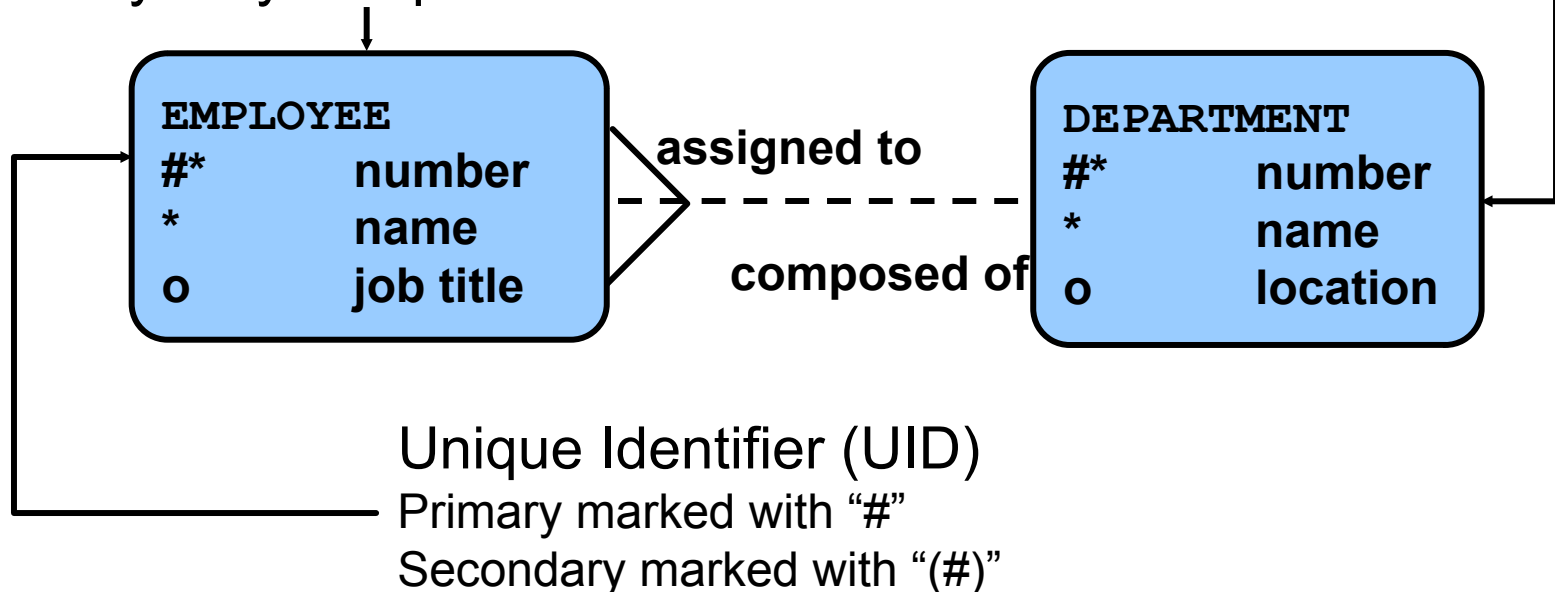 EMPLOYEE
#* number
* name
o job title
assigned to
composed of
DEPARTMENT
#* number
* name
o location
Unique Identifier (UID)
Primary marked with “#”
Secondary marked with “(#)”